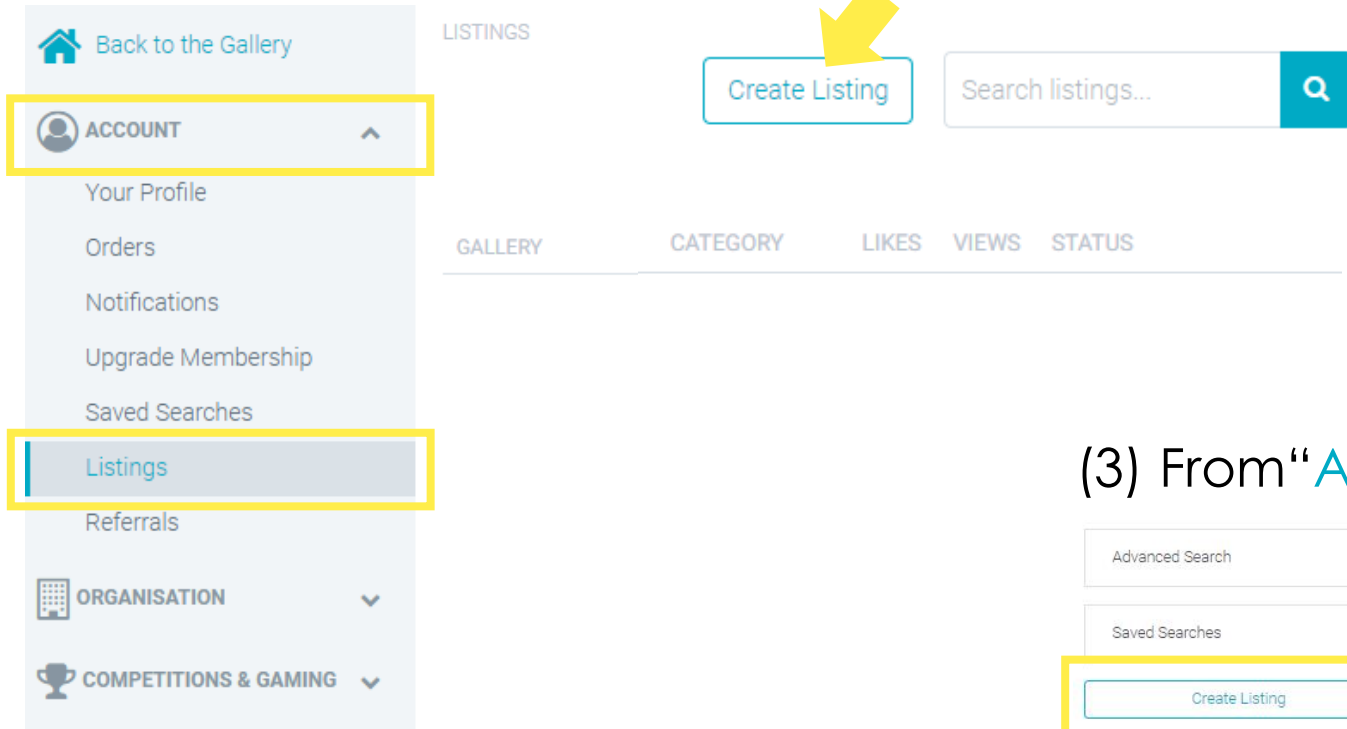 Back to the Gallery
ACCOUNT
Your Profile
Orders
Notifications
Upgrade Membership
Saved Searches
Listings
Referrals
ORGANISATION
COMPETITIONS & GAMING
LISTINGS
Create Listing
Search listings...
GALLERY CATEGORY LIKES VIEWS STATUS
(3) From“A
Advanced Search
Saved Searches
Create Listing